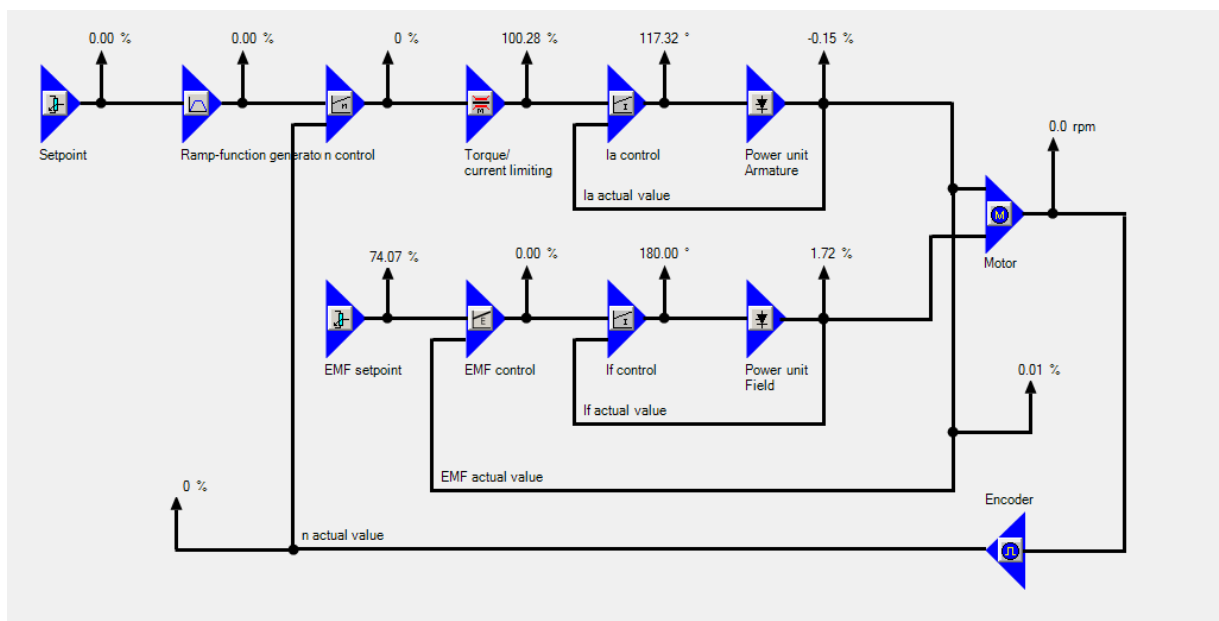 0.00 %
0.00 %
0 %
100.28 %
117.32 °
-0.15 %
Setpoint
Ramp-function generato
n control
Torque/
current limiting
Ia control
Power unit
Armature
Ia actual value
0.0 rpm
M
Motor
74.07 %
0.00 %
180.00 °
1.72 %
EMF setpoint
EMF control
If control
Power unit
Field
If actual value
0.01 %
EMF actual value
0 %
Encoder
n actual value